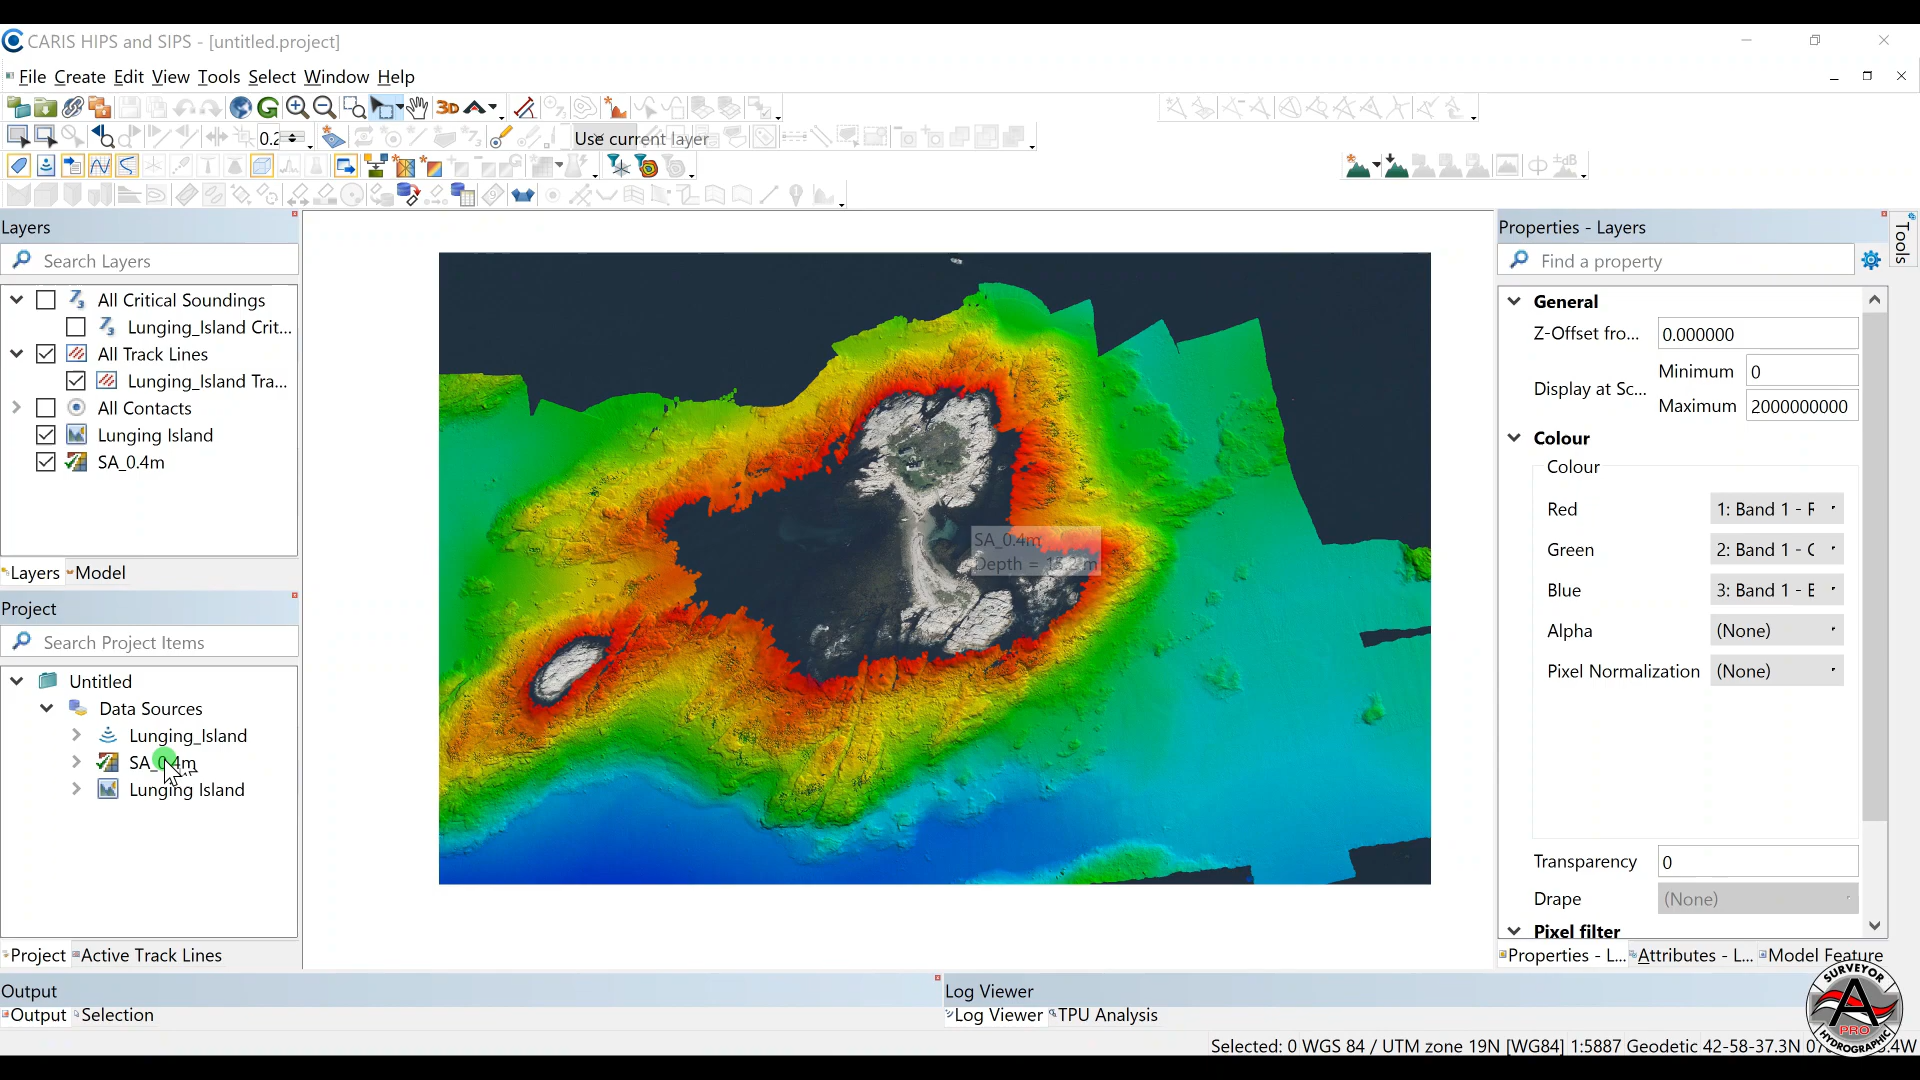 CARIS HIPS and SIPS - [untitled.project]
File Create Edit View Tools Select Window Help
3D
0.2
Use current layer
±dB
Layers
Search Layers
All Critical Soundings
Lunging_Island Crit...
All Track Lines
Lunging_Island Tra...
All Contacts
Lunging Island
SA_0.4m
Layers Model
Project
Search Project Items
Untitled
Data Sources
Lunging_Island
SA_0.4m
Lunging Island
Project Active Track Lines
SA_0.4m
Depth =
Properties - Layers
Tools
Find a property
General
Z-Offset fro... 0.000000
Display at Sc... Minimum 0
Maximum 2000000000
Colour
Colour
Red 1: Band 1 - F
Green 2: Band 1 - C
Blue 3: Band 1 - E
Alpha (None)
Pixel Normalization (None)
Transparency 0
Drape (None)
Pixel filter
Properties - L... Attributes - L... Model Feature
Output
Output Selection
Log Viewer
Log Viewer TPU Analysis
SURVEYOR
A
PRO
HYDROGRAPHIC
Selected: 0 WGS 84 / UTM zone 19N [WG84] 1:5887 Geodetic 42-58-37.3N